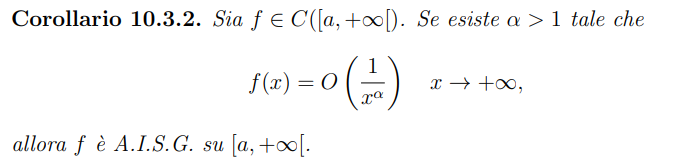 Corollario 10.3.2. Sia f ∈ C([a, +∞[). Se esiste α > 1 tale che
f(x) = O(1/x^α) x → +∞,
allora f è A.I.S.G. su [a, +∞[.